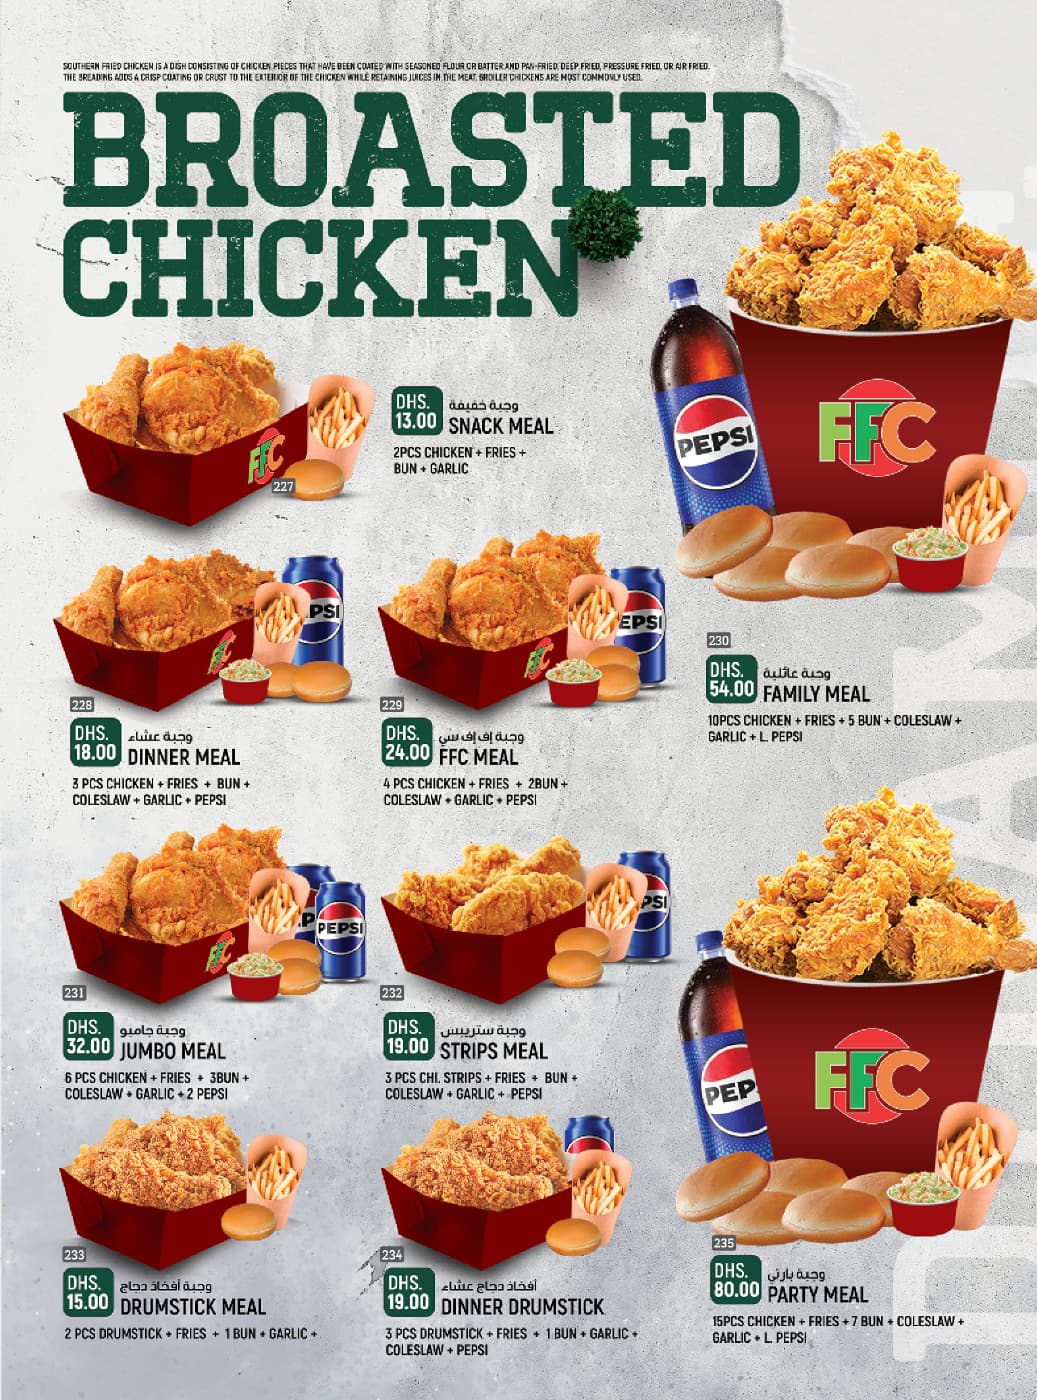 SOUTHERN FRIED CHICKEN IS A DISH CONSISTING OF CHICKEN PIECES THAT HAVE BEEN COATED WITH SEASONED FLOUR OR BATTER AND PAN-FRIED, DEEP FRIED, PRESSURE FRIED, OR AIR FRIED.
THE BREADING ADDS A CRISP COATING OR CRUST TO THE EXTERIOR OF THE CHICKEN WHILE RETAINING JUICES IN THE MEAT. BROILER CHICKENS ARE MOST COMMONLY USED.
BROASTED
CHICKEN
FFC
227
DHS.
13.00
وجبة خفيفة
SNACK MEAL
2PCS CHICKEN + FRIES +
BUN + GARLIC
PEPSI
FFC
230
DHS.
54.00
وجبة عائلية
FAMILY MEAL
10PCS CHICKEN + FRIES + 5 BUN + COLESLAW +
GARLIC + L. PEPSI
PSI
FFC
228
DHS.
18.00
وجبة عشاء
DINNER MEAL
3 PCS CHICKEN + FRIES + BUN +
COLESLAW + GARLIC + PEPSI
EPSI
FFC
229
DHS.
24.00
وجبة إف إف سي
FFC MEAL
4 PCS CHICKEN + FRIES + 2BUN +
COLESLAW + GARLIC + PEPSI
P
PEPSI
FFC
231
DHS.
32.00
وجبة جامبو
JUMBO MEAL
6 PCS CHICKEN + FRIES + 3BUN +
COLESLAW + GARLIC + 2 PEPSI
PSI
232
DHS.
19.00
وجبة ستريبس
STRIPS MEAL
3 PCS CHI. STRIPS + FRIES + BUN +
COLESLAW + GARLIC + PEPSI
233
DHS.
15.00
وجبة أفخاذ دجاج
DRUMSTICK MEAL
2 PCS DRUMSTICK + FRIES + 1 BUN + GARLIC +
234
DHS.
19.00
أفخاذ دجاج عشاء
DINNER DRUMSTICK
3 PCS DRUMSTICK + FRIES + 1 BUN + GARLIC +
COLESLAW + PEPSI
PEP
FFC
235
DHS.
80.00
وجبة بارتي
PARTY MEAL
15PCS CHICKEN + FRIES + 7 BUN + COLESLAW +
GARLIC + L. PEPSI